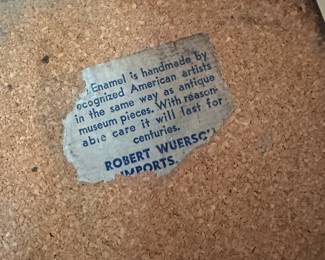 Enamel is handmade by
ecognized American artists
in the same way as antique
museum pieces. With reason-
able care it will last for
centuries.
ROBERT WUERSC
IMPORTS.